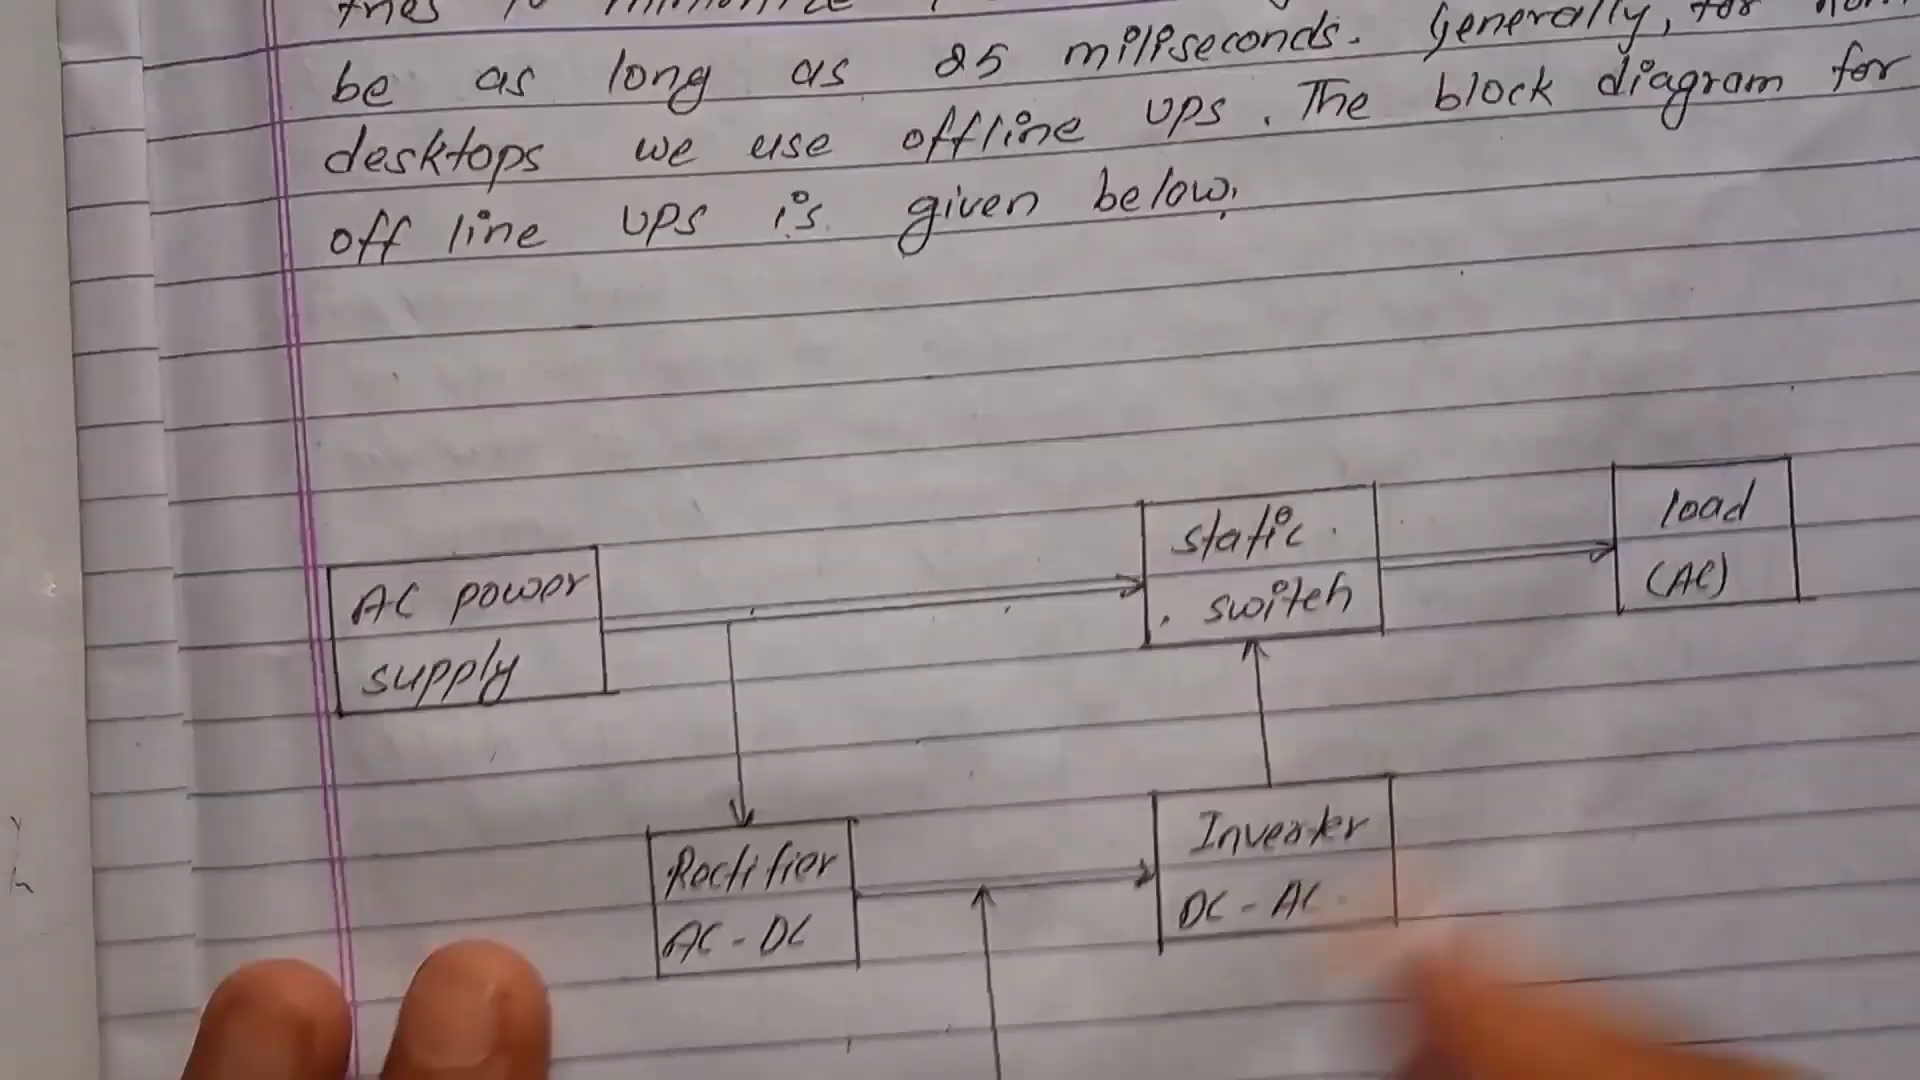 be as long as 25 miliseconds. Generally, for
desktops we use offline UPS. The block diagram for
off line UPS is given below.
static
load
switch
(AC)
AC power
supply
Inverter
DC - AC
Rectifier
AC - DC